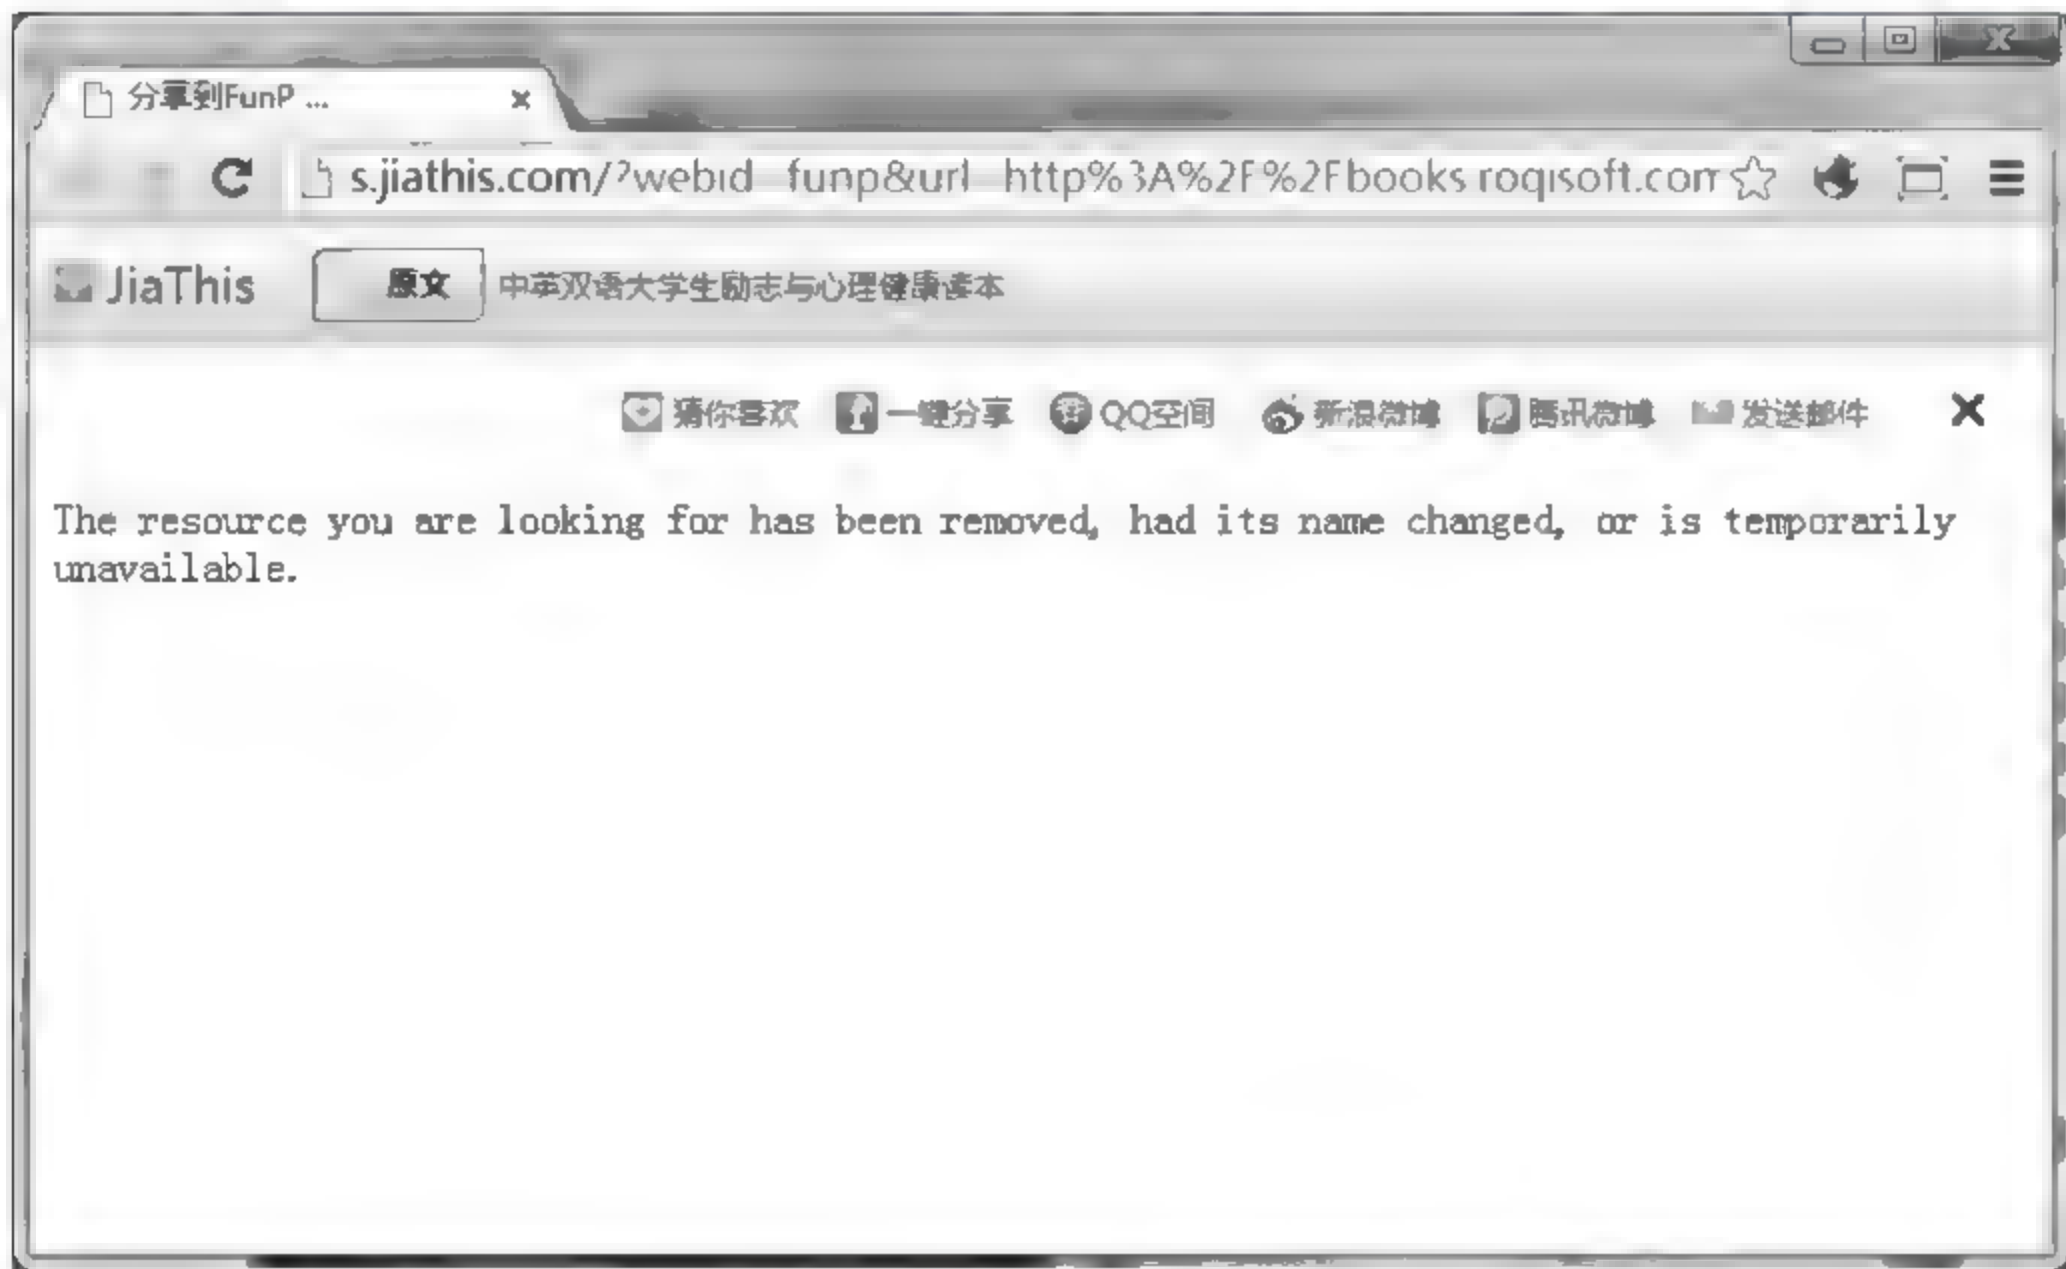 分享到FunP ...
s.jiathis.com/?webid funp&url http%3A%2F%2Fbooks.roqisoft.com
JiaThis 原文 中英双语大学生励志与心理健康读本
猜你喜欢 一键分享 QQ空间 新浪微博 腾讯微博 发送邮件
The resource you are looking for has been removed, had its name changed, or is temporarily
unavailable.